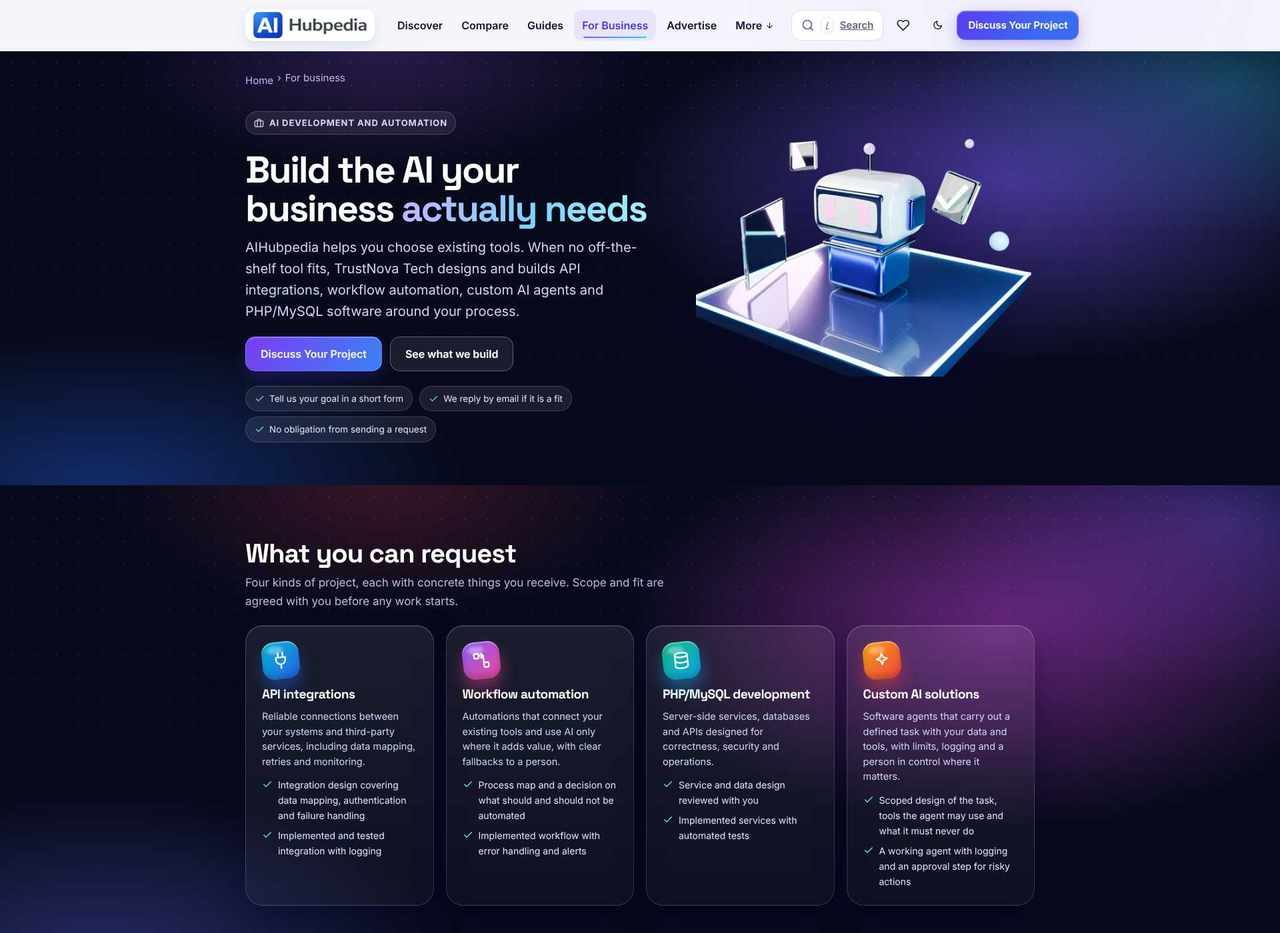 AI Hubpedia
Discover
Compare
Guides
For Business
Advertise
More ↓
/ Search
Discuss Your Project
Home › For business
AI DEVELOPMENT AND AUTOMATION
Build the AI your
business actually needs
AIHubpedia helps you choose existing tools. When no off-the-
shelf tool fits, TrustNova Tech designs and builds API
integrations, workflow automation, custom AI agents and
PHP/MySQL software around your process.
Discuss Your Project
See what we build
Tell us your goal in a short form
We reply by email if it is a fit
No obligation from sending a request
What you can request
Four kinds of project, each with concrete things you receive. Scope and fit are
agreed with you before any work starts.
API integrations
Reliable connections between
your systems and third-party
services, including data mapping,
retries and monitoring.
Integration design covering
data mapping, authentication
and failure handling
Implemented and tested
integration with logging
Workflow automation
Automations that connect your
existing tools and use AI only
where it adds value, with clear
fallbacks to a person.
Process map and a decision on
what should and should not be
automated
Implemented workflow with
error handling and alerts
PHP/MySQL development
Server-side services, databases
and APIs designed for
correctness, security and
operations.
Service and data design
reviewed with you
Implemented services with
automated tests
Custom AI solutions
Software agents that carry out a
defined task with your data and
tools, with limits, logging and a
person in control where it
matters.
Scoped design of the task,
tools the agent may use and
what it must never do
A working agent with logging
and an approval step for risky
actions